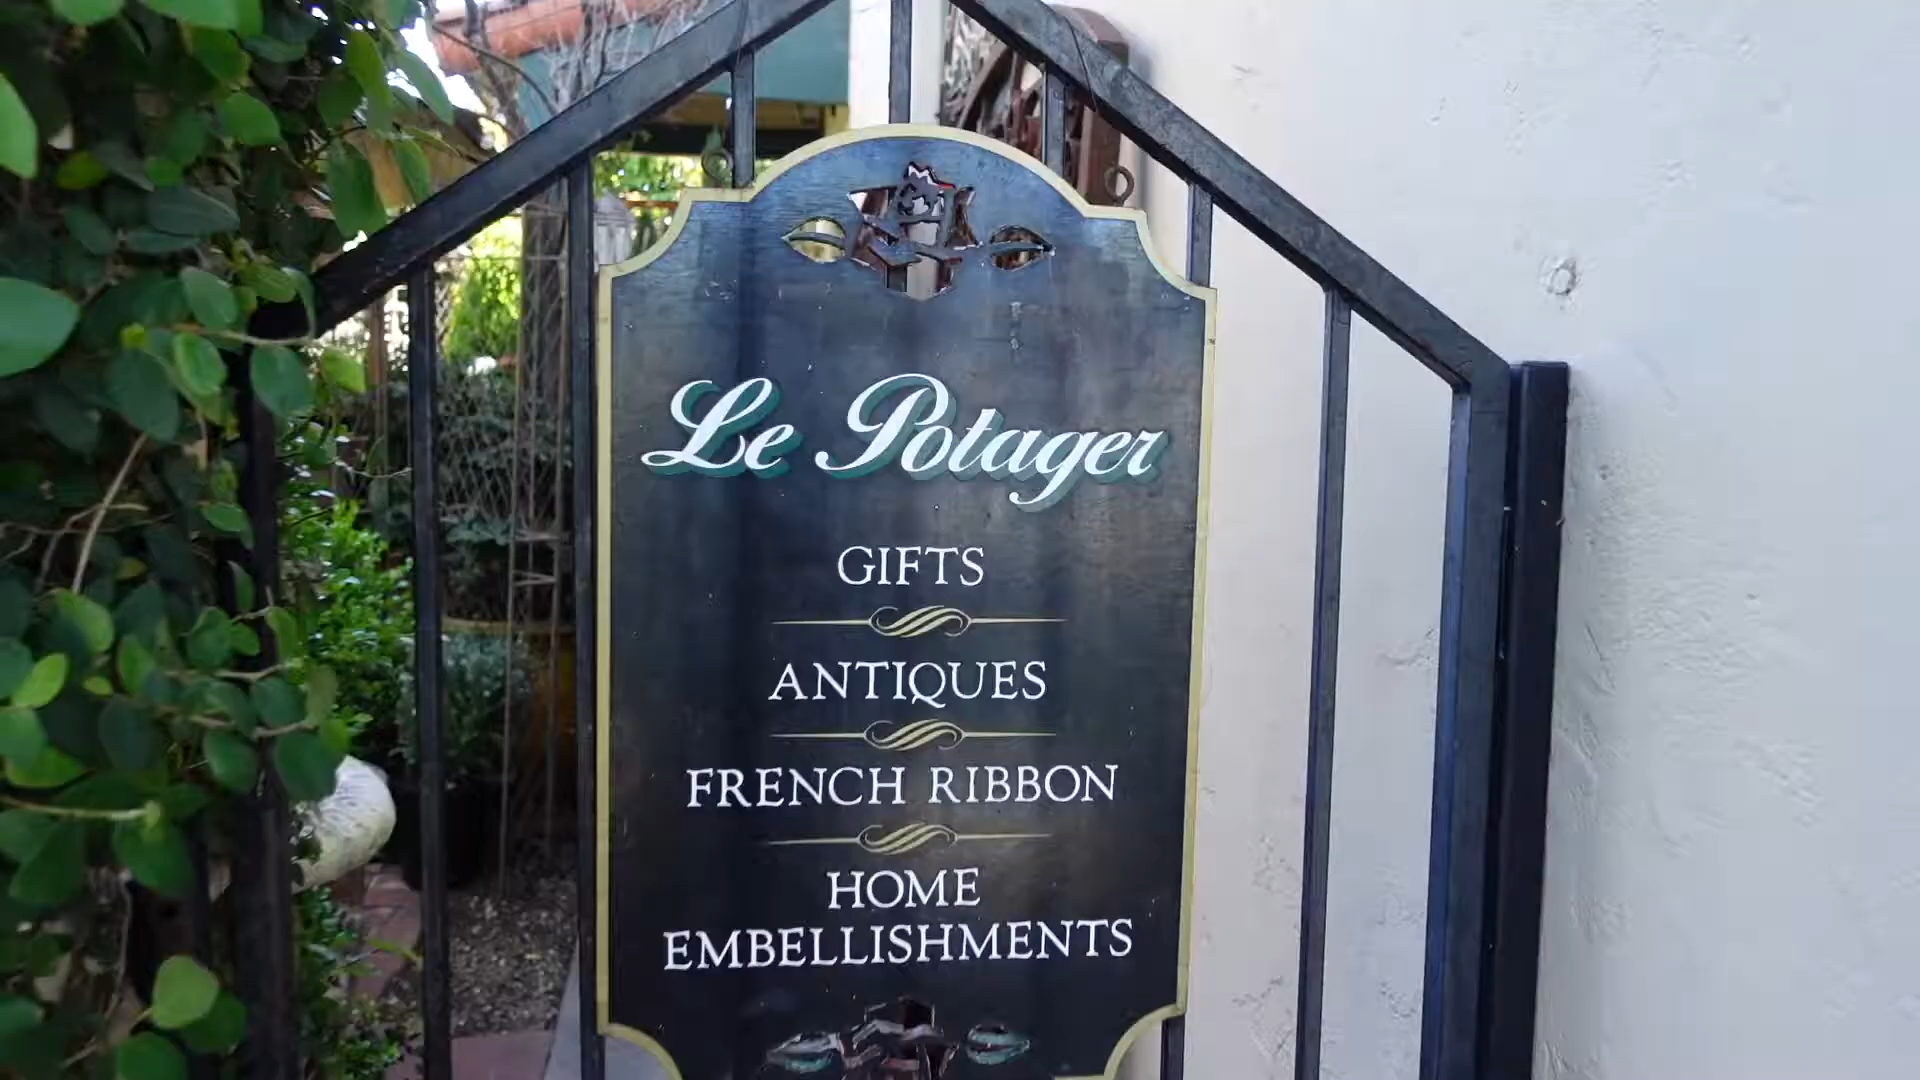 Le Potager
GIFTS
ANTIQUES
FRENCH RIBBON
HOME
EMBELLISHMENTS